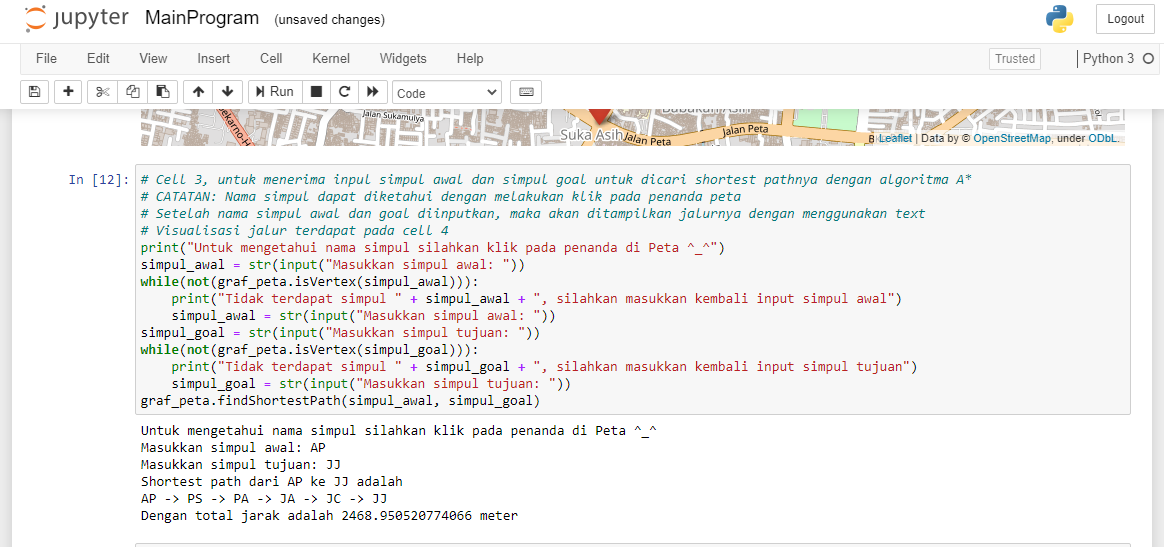 jupyter MainProgram (unsaved changes) Logout
File Edit View Insert Cell Kernel Widgets Help Trusted Python 3
Run Code
Jalan Sukamulya
Suka Asih Jalan Peta Jalan Peta Leaflet | Data by © OpenStreetMap, under ODbL.
In [12]: # Cell 3, untuk menerima inpul simpul awal dan simpul goal untuk dicari shortest pathnya dengan algoritma A*
# CATATAN: Nama simpul dapat diketahui dengan melakukan klik pada penanda peta
# Setelah nama simpul awal dan goal diinputkan, maka akan ditampilkan jalurnya dengan menggunakan text
# Visualisasi jalur terdapat pada cell 4
print("Untuk mengetahui nama simpul silahkan klik pada penanda di Peta ^_^")
simpul_awal = str(input("Masukkan simpul awal: "))
while(not(graf_peta.isVertex(simpul_awal))):
    print("Tidak terdapat simpul " + simpul_awal + ", silahkan masukkan kembali input simpul awal")
    simpul_awal = str(input("Masukkan simpul awal: "))
simpul_goal = str(input("Masukkan simpul tujuan: "))
while(not(graf_peta.isVertex(simpul_goal))):
    print("Tidak terdapat simpul " + simpul_goal + ", silahkan masukkan kembali input simpul tujuan")
    simpul_goal = str(input("Masukkan simpul tujuan: "))
graf_peta.findShortestPath(simpul_awal, simpul_goal)
Untuk mengetahui nama simpul silahkan klik pada penanda di Peta ^_^
Masukkan simpul awal: AP
Masukkan simpul tujuan: JJ
Shortest path dari AP ke JJ adalah
AP -> PS -> PA -> JA -> JC -> JJ
Dengan total jarak adalah 2468.950520774066 meter